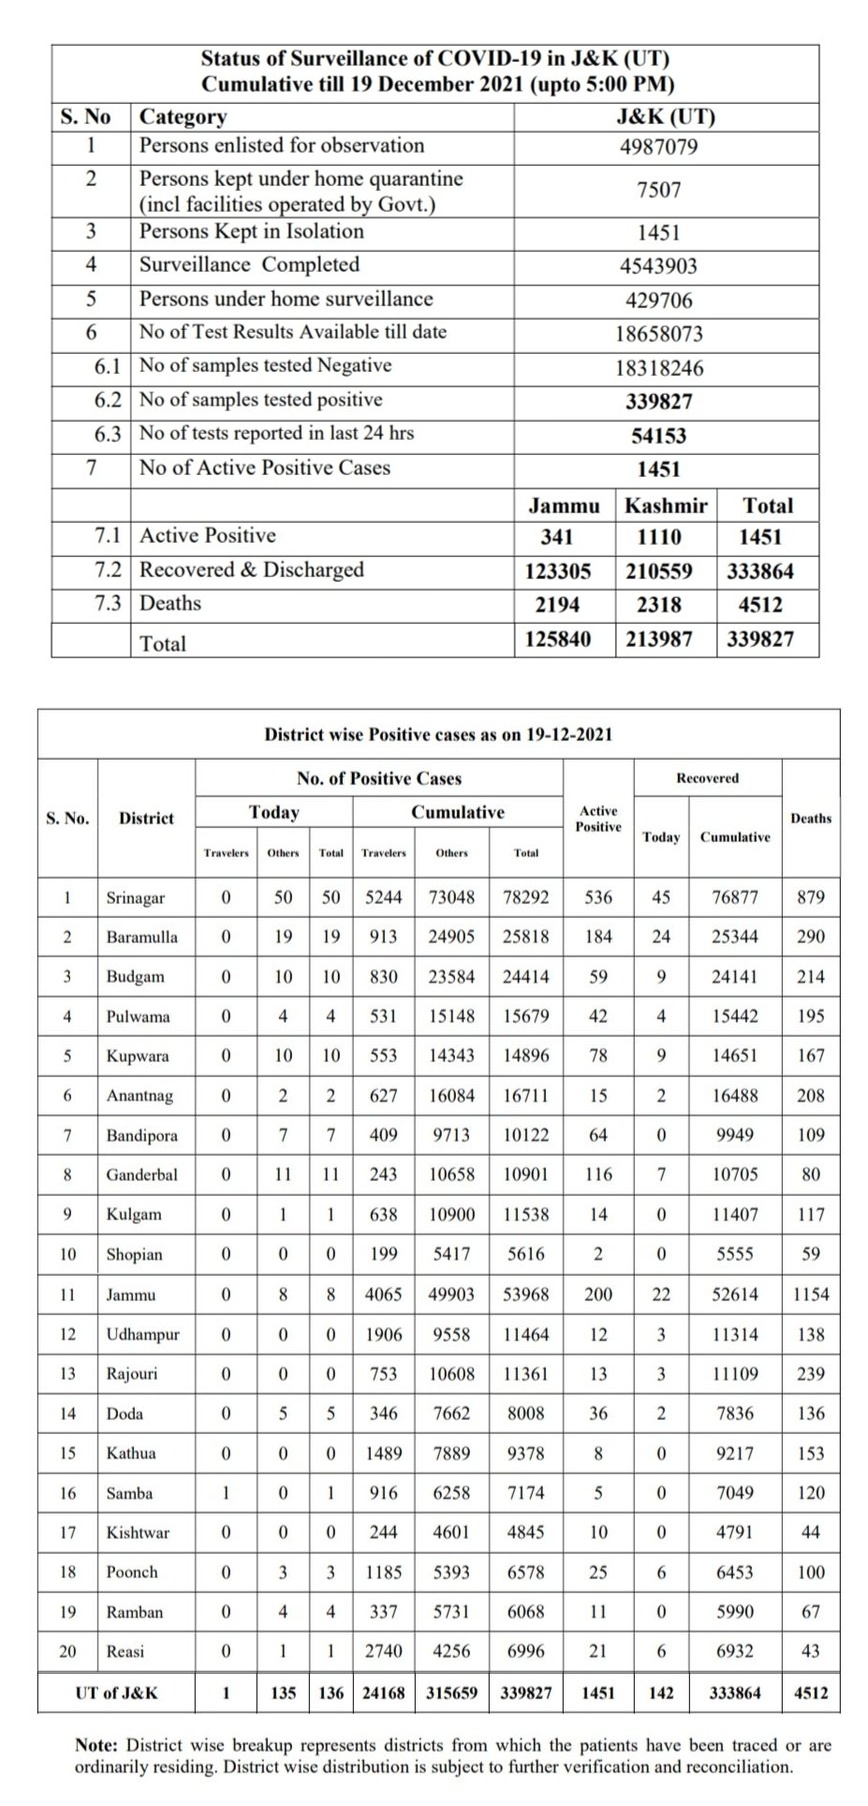 Status of Surveillance of COVID-19 in J&K (UT)
Cumulative till 19 December 2021 (upto 5:00 PM)
S. No Category J&K (UT)
1 Persons enlisted for observation 4987079
2 Persons kept under home quarantine
(incl facilities operated by Govt.) 7507
3 Persons Kept in Isolation 1451
4 Surveillance Completed 4543903
5 Persons under home surveillance 429706
6 No of Test Results Available till date 18658073
6.1 No of samples tested Negative 18318246
6.2 No of samples tested positive 339827
6.3 No of tests reported in last 24 hrs 54153
7 No of Active Positive Cases 1451
Jammu Kashmir Total
7.1 Active Positive 341 1110 1451
7.2 Recovered & Discharged 123305 210559 333864
7.3 Deaths 2194 2318 4512
Total 125840 213987 339827
District wise Positive cases as on 19-12-2021
S. No. District No. of Positive Cases Active Positive Recovered Deaths
Today Cumulative Today Cumulative
Travelers Others Total Travelers Others Total
1 Srinagar 0 50 50 5244 73048 78292 536 45 76877 879
2 Baramulla 0 19 19 913 24905 25818 184 24 25344 290
3 Budgam 0 10 10 830 23584 24414 59 9 24141 214
4 Pulwama 0 4 4 531 15148 15679 42 4 15442 195
5 Kupwara 0 10 10 553 14343 14896 78 9 14651 167
6 Anantnag 0 2 2 627 16084 16711 15 2 16488 208
7 Bandipora 0 7 7 409 9713 10122 64 0 9949 109
8 Ganderbal 0 11 11 243 10658 10901 116 7 10705 80
9 Kulgam 0 1 1 638 10900 11538 14 0 11407 117
10 Shopian 0 0 0 199 5417 5616 2 0 5555 59
11 Jammu 0 8 8 4065 49903 53968 200 22 52614 1154
12 Udhampur 0 0 0 1906 9558 11464 12 3 11314 138
13 Rajouri 0 0 0 753 10608 11361 13 3 11109 239
14 Doda 0 5 5 346 7662 8008 36 2 7836 136
15 Kathua 0 0 0 1489 7889 9378 8 0 9217 153
16 Samba 1 0 1 916 6258 7174 5 0 7049 120
17 Kishtwar 0 0 0 244 4601 4845 10 0 4791 44
18 Poonch 0 3 3 1185 5393 6578 25 6 6453 100
19 Ramban 0 4 4 337 5731 6068 11 0 5990 67
20 Reasi 0 1 1 2740 4256 6996 21 6 6932 43
UT of J&K 1 135 136 24168 315659 339827 1451 142 333864 4512
Note: District wise breakup represents districts from which the patients have been traced or are
ordinarily residing. District wise distribution is subject to further verification and reconciliation.